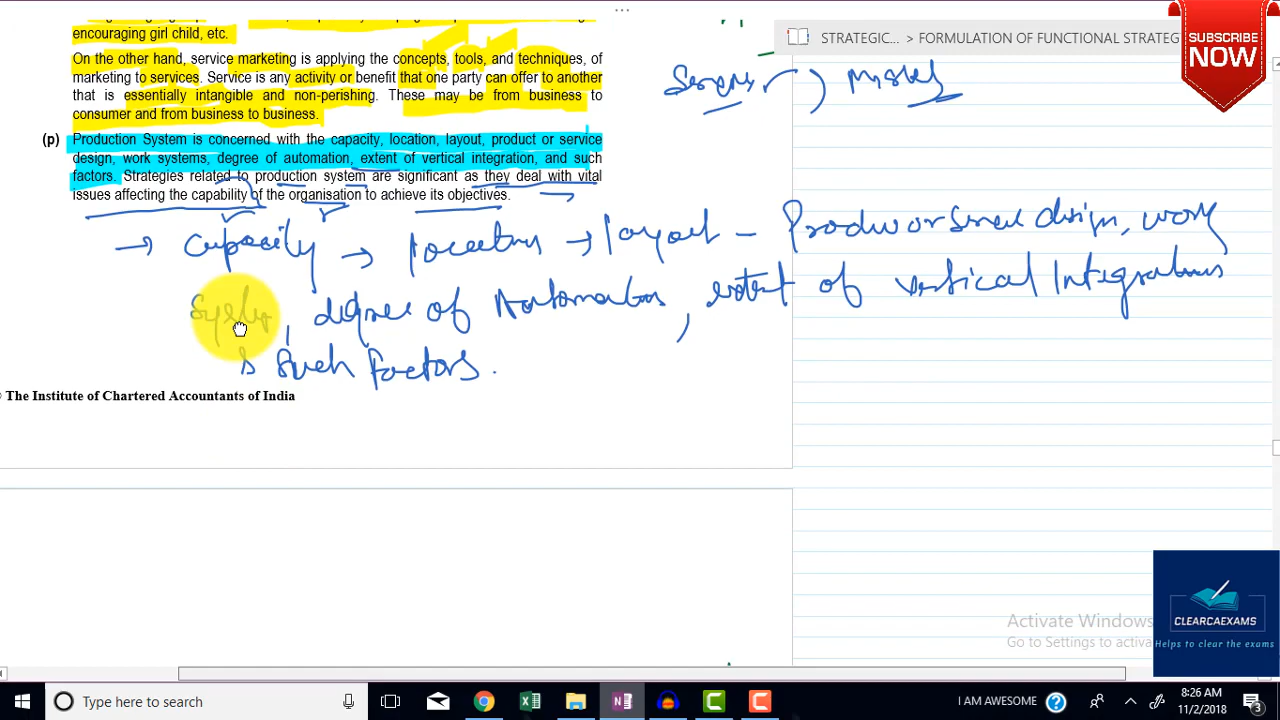 encouraging girl child, etc.
STRATEGIC... > FORMULATION OF FUNCTIONAL STRATEG
SUBSCRIBE
NOW
On the other hand, service marketing is applying the concepts, tools, and techniques, of
marketing to services. Service is any activity or benefit that one party can offer to another
that is essentially intangible and non-perishing. These may be from business to
consumer and from business to business.
(p) Production System is concerned with the capacity, location, layout, product or service
design, work systems, degree of automation, extent of vertical integration, and such
factors. Strategies related to production system are significant as they deal with vital
issues affecting the capability of the organisation to achieve its objectives.
→ Capacity → location → layout – Produ or Service design, work
System, degree of Automation, extent of vertical Integration
& Such Factors.
The Institute of Chartered Accountants of India
Activate Windows
Go to Settings to activa
CLEARCAEXAMS
Helps to clear the exams
Type here to search
I AM AWESOME
8:26 AM
11/2/2018
3